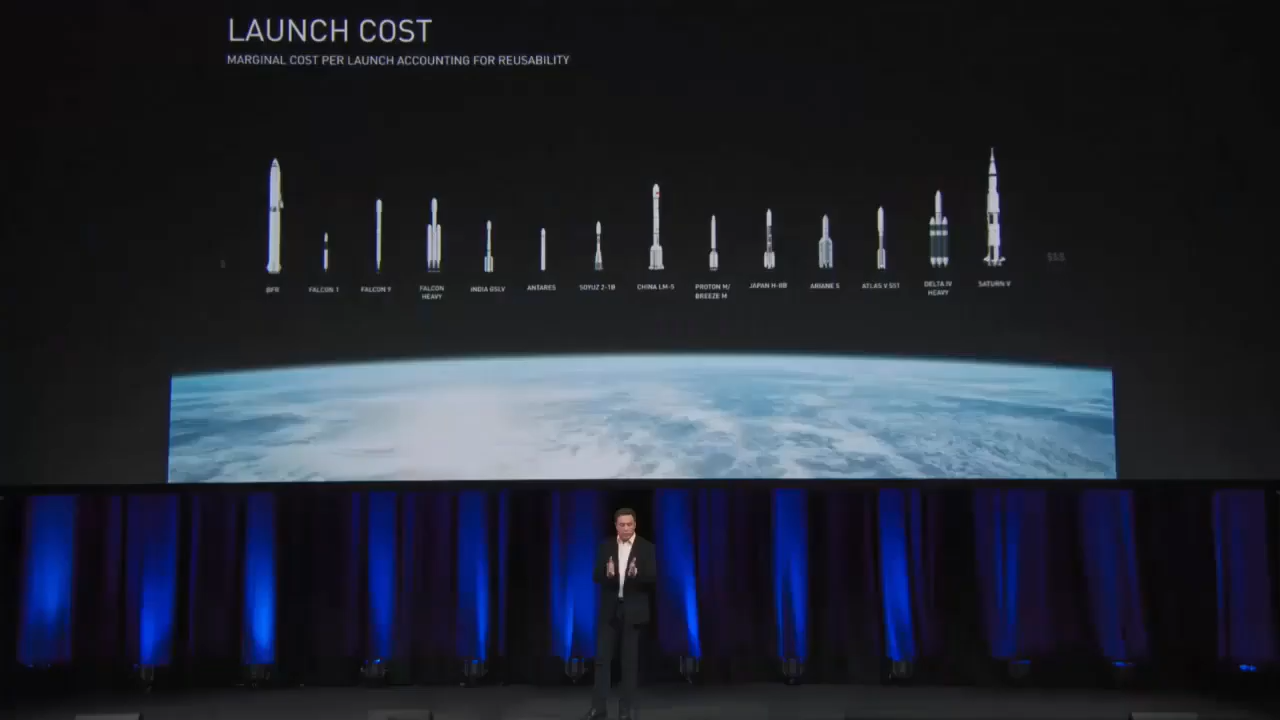 LAUNCH COST
MARGINAL COST PER LAUNCH ACCOUNTING FOR REUSABILITY
$ $$$
BFR FALCON 1 FALCON 9 FALCON HEAVY INDIA GSLV ANTARES SOYUZ 2-1B CHINA LM-5 PROTON M/ BREEZE M JAPAN H-IIB ARIANE 5 ATLAS V 551 DELTA IV HEAVY SATURN V